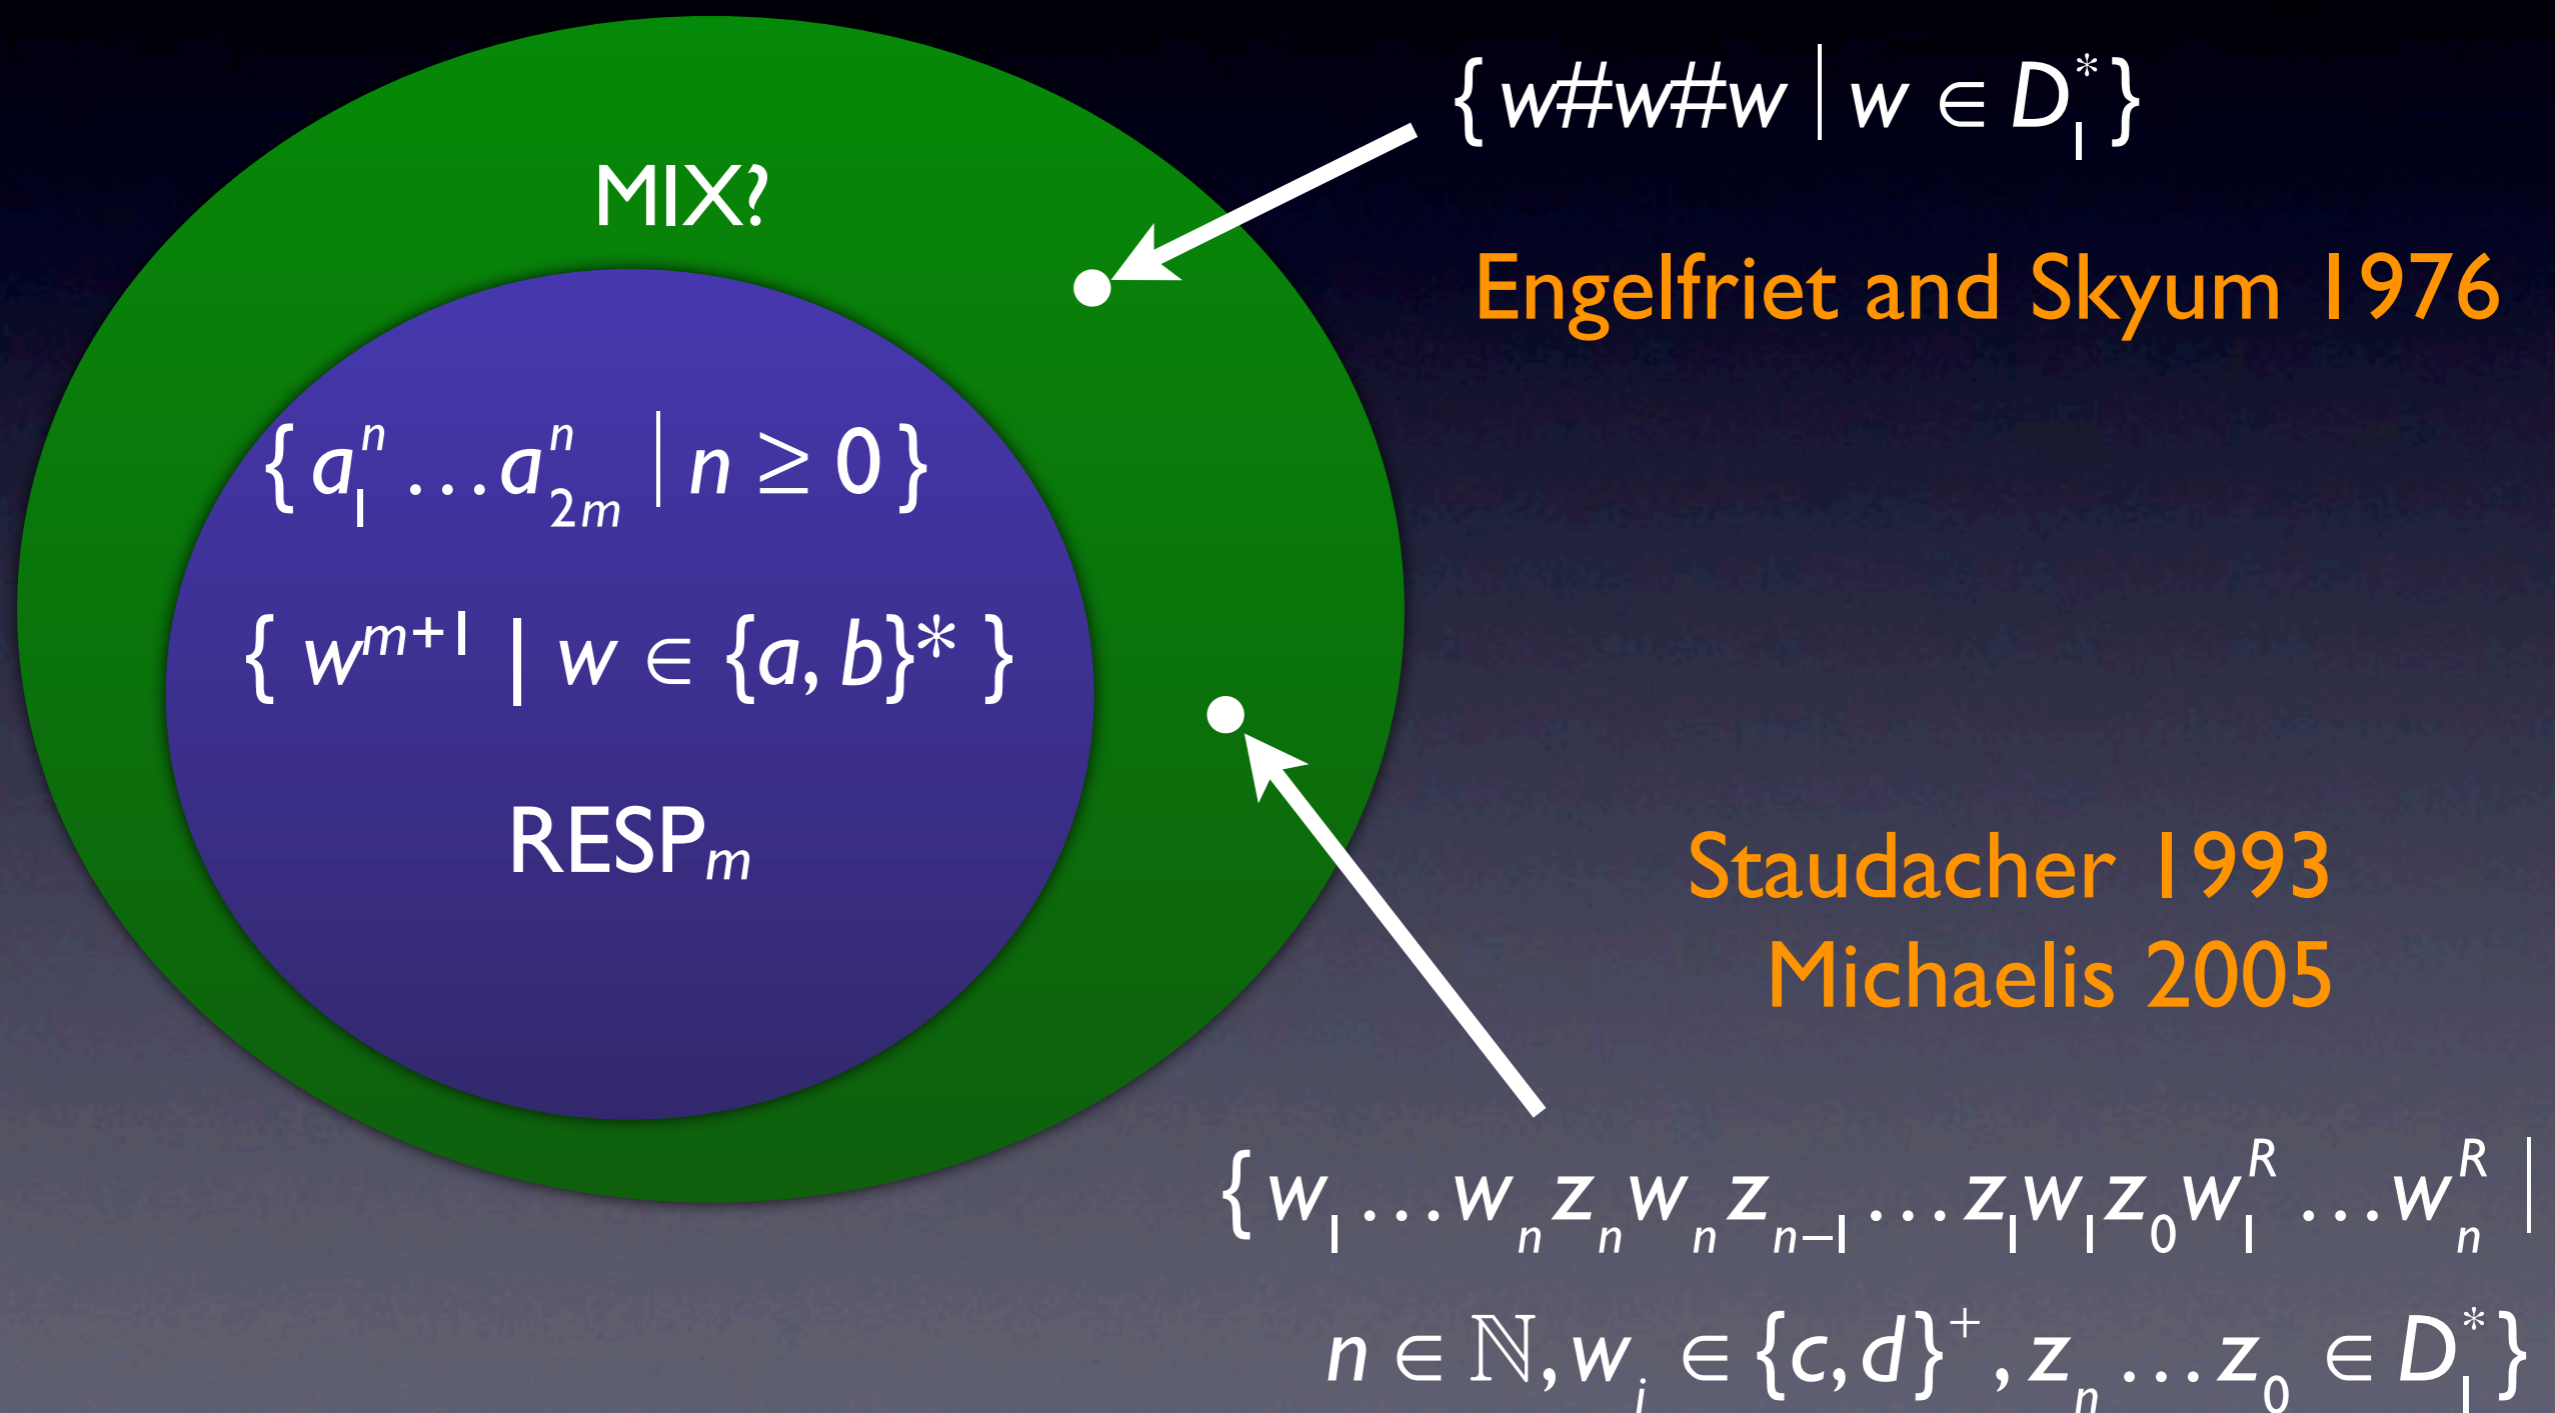 { w#w#w | w ∈ D₁* }
MIX?
Engelfriet and Skyum 1976
{ a₁ⁿ …a₂ₘⁿ | n ≥ 0 }
{ wᵐ⁺¹ | w ∈ {a, b}* }
RESPₘ
Staudacher 1993
Michaelis 2005
{ w₁ …wₙzₙwₙzₙ₋₁ …z₁w₁z₀w₁ᴿ …wₙᴿ |
n ∈ ℕ, wᵢ ∈ {c, d}⁺, zₙ …z₀ ∈ D₁* }